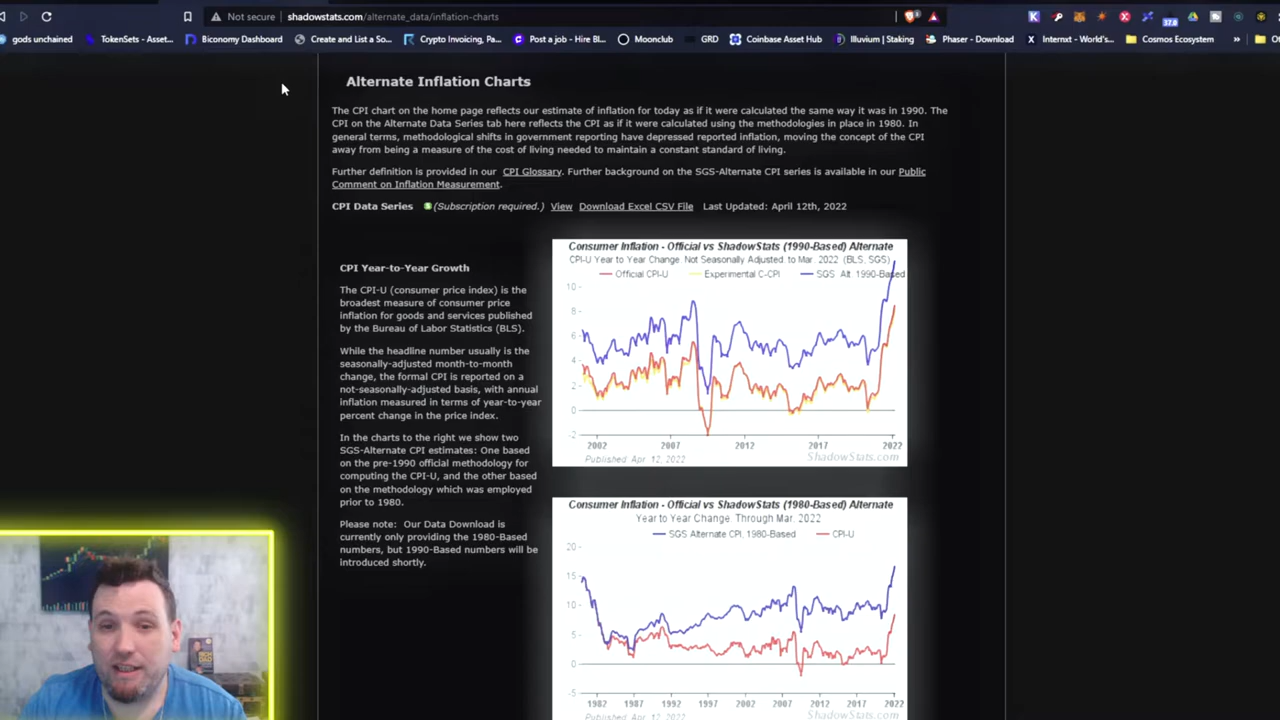 Not secure | shadowstats.com/alternate_data/inflation-charts
gods unchained TokenSets - Asset... Biconomy Dashboard Create and List a So... Crypto Invoicing, Pa... Post a job - Hire Bl... Moonclub GRD Coinbase Asset Hub Illuvium | Staking Phaser - Download Internxt - World's... Cosmos Ecosystem »
Alternate Inflation Charts
The CPI chart on the home page reflects our estimate of inflation for today as if it were calculated the same way it was in 1990. The
CPI on the Alternate Data Series tab here reflects the CPI as if it were calculated using the methodologies in place in 1980. In
general terms, methodological shifts in government reporting have depressed reported inflation, moving the concept of the CPI
away from being a measure of the cost of living needed to maintain a constant standard of living.
Further definition is provided in our CPI Glossary. Further background on the SGS-Alternate CPI series is available in our Public
Comment on Inflation Measurement.
CPI Data Series (Subscription required.) View Download Excel CSV File Last Updated: April 12th, 2022
CPI Year-to-Year Growth
The CPI-U (consumer price index) is the
broadest measure of consumer price
inflation for goods and services published
by the Bureau of Labor Statistics (BLS).
While the headline number usually is the
seasonally-adjusted month-to-month
change, the formal CPI is reported on a
not-seasonally-adjusted basis, with annual
inflation measured in terms of year-to-year
percent change in the price index.
In the charts to the right we show two
SGS-Alternate CPI estimates: One based
on the pre-1990 official methodology for
computing the CPI-U, and the other based
on the methodology which was employed
prior to 1980.
Please note: Our Data Download is
currently only providing the 1980-Based
numbers, but 1990-Based numbers will be
introduced shortly.
Consumer Inflation - Official vs ShadowStats (1990-Based) Alternate
CPI-U Year to Year Change. Not Seasonally Adjusted. to Mar. 2022 (BLS, SGS)
Official CPI-U Experimental C-CPI SGS Alt 1990-Based
10
8
6
4
2
0
-2
2002 2007 2012 2017 2022
Published Apr. 12, 2022 ShadowStats.com
Consumer Inflation - Official vs ShadowStats (1980-Based) Alternate
Year to Year Change. Through Mar. 2022
SGS Alternate CPI, 1980-Based CPI-U
20
15
10
5
0
-5
1982 1987 1992 1997 2002 2007 2012 2017 2022
Published Apr. 12, 2022 ShadowStats.com